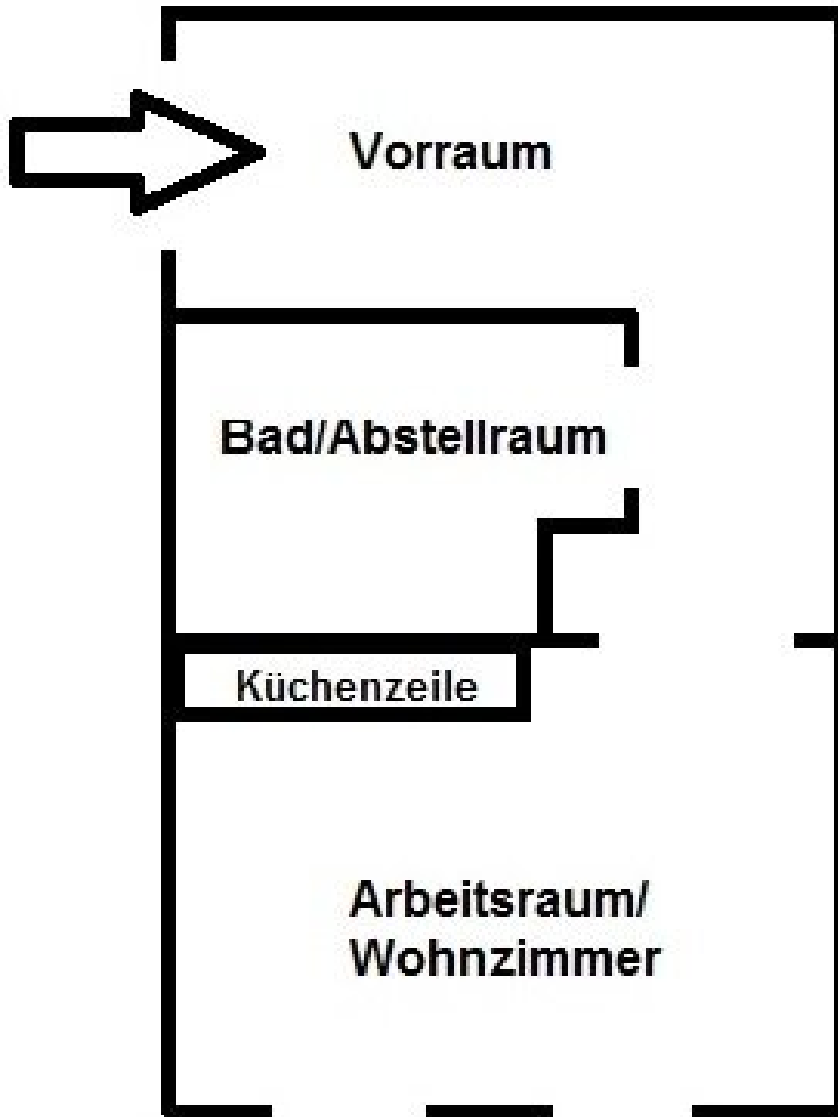 Vorraum
Bad/Abstellraum
Küchenzeile
Arbeitsraum/
Wohnzimmer